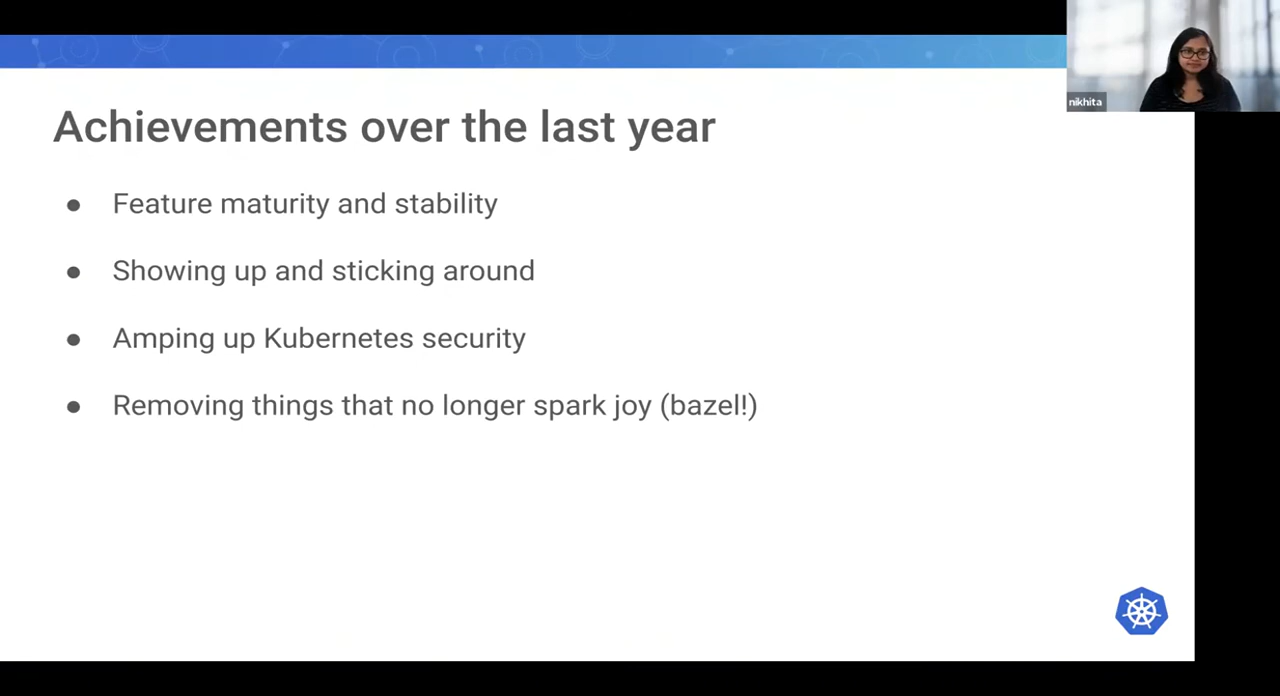 nikhita
Achievements over the last year
● Feature maturity and stability
● Showing up and sticking around
● Amping up Kubernetes security
● Removing things that no longer spark joy (bazel!)